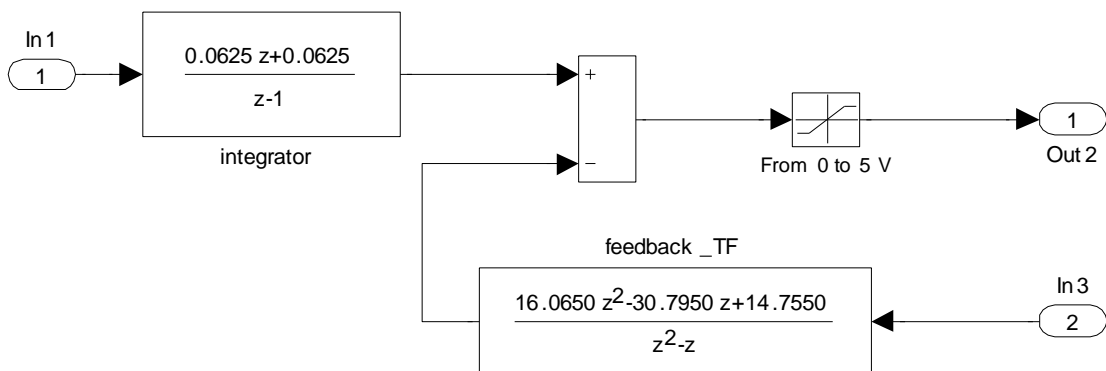 In 1
1
0.0625 z+0.0625
z-1
integrator
+
−
From 0 to 5 V
1
Out 2
feedback _TF
16.0650 z²-30.7950 z+14.7550
z²-z
In 3
2